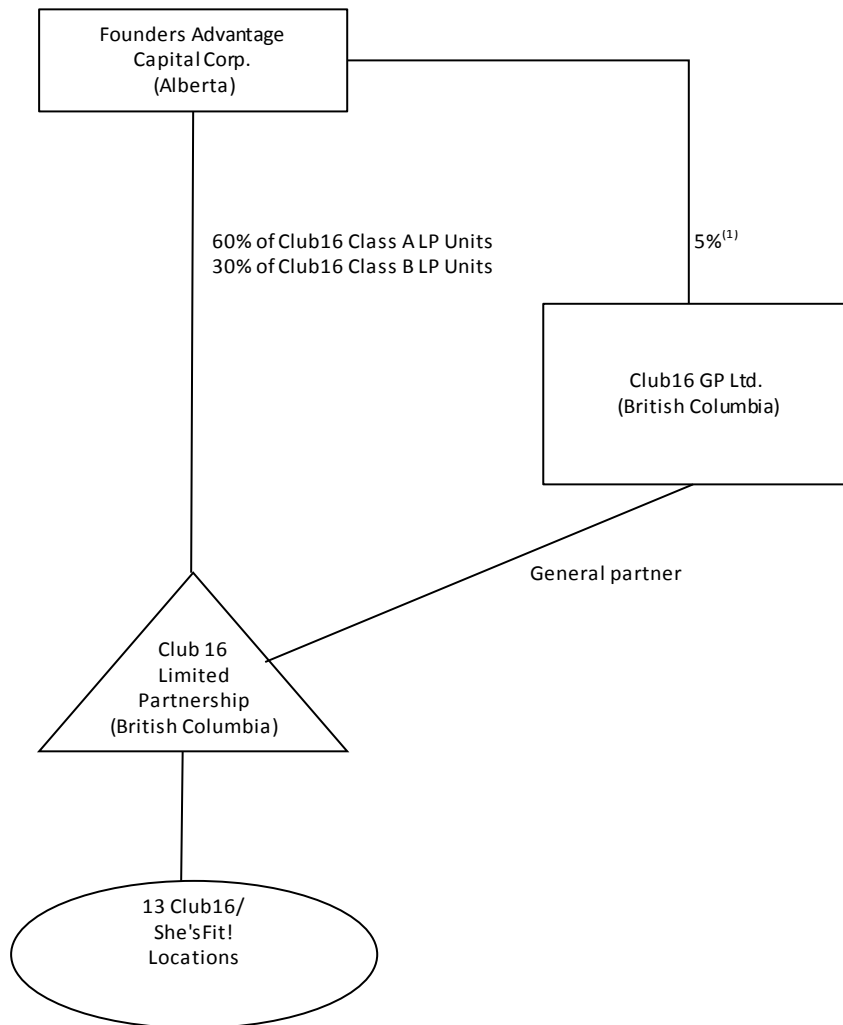 Founders Advantage
Capital Corp.
(Alberta)
60% of Club16 Class A LP Units
30% of Club16 Class B LP Units
5%(1)
Club16 GP Ltd.
(British Columbia)
General partner
Club 16
Limited
Partnership
(British Columbia)
13 Club16/
She'sFit!
Locations